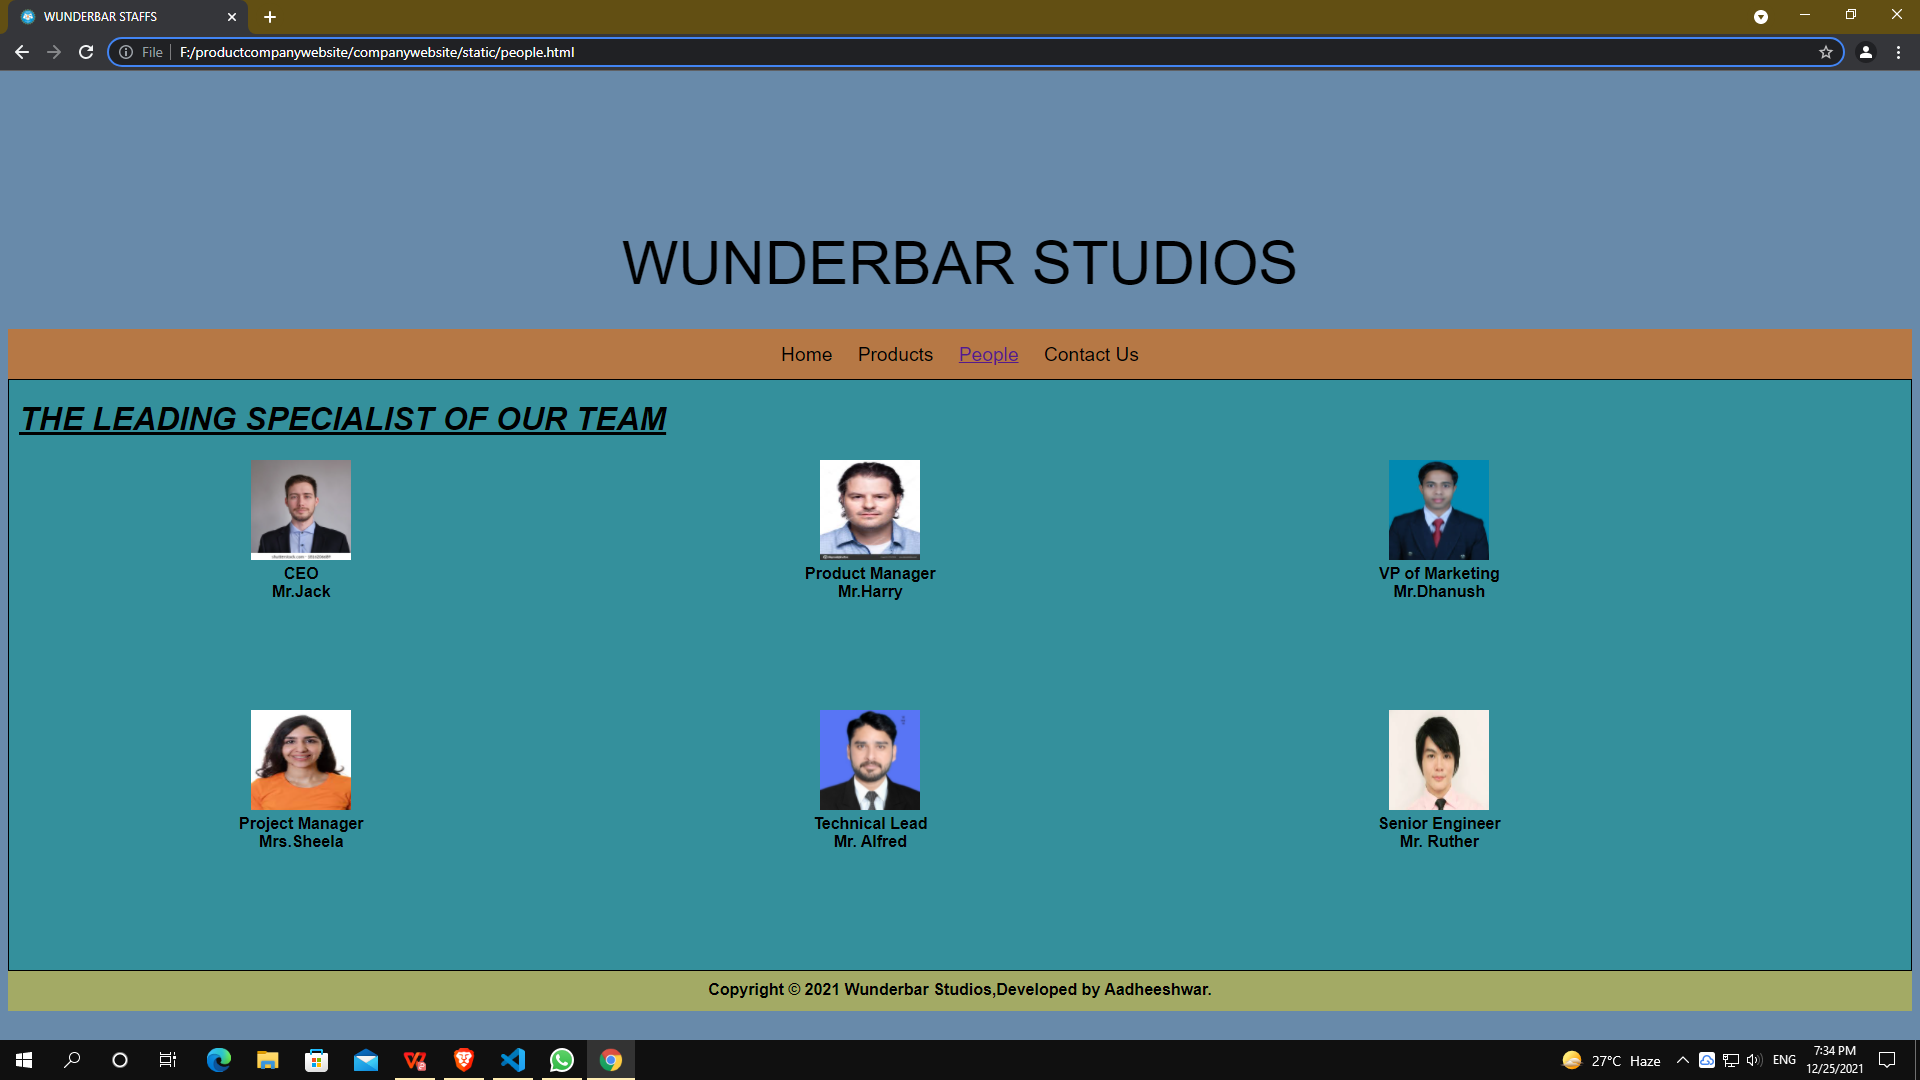 WUNDERBAR STAFFS
File
F:/productcompanywebsite/companywebsite/static/people.html
WUNDERBAR STUDIOS
Home Products People Contact Us
THE LEADING SPECIALIST OF OUR TEAM
CEO
Mr.Jack
Product Manager
Mr.Harry
VP of Marketing
Mr.Dhanush
Project Manager
Mrs.Sheela
Technical Lead
Mr. Alfred
Senior Engineer
Mr. Ruther
Copyright © 2021 Wunderbar Studios,Developed by Aadheeshwar.
27°C Haze
ENG
7:34 PM
12/25/2021